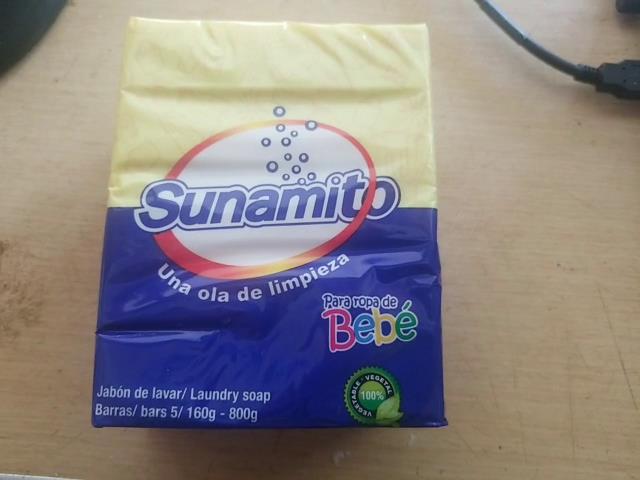 Sunamito
Una ola de limpieza
Para ropa de
Bebé
VEGETABLE • VEGETAL
100%
Jabón de lavar/ Laundry soap
Barras/ bars 5/ 160g - 800g